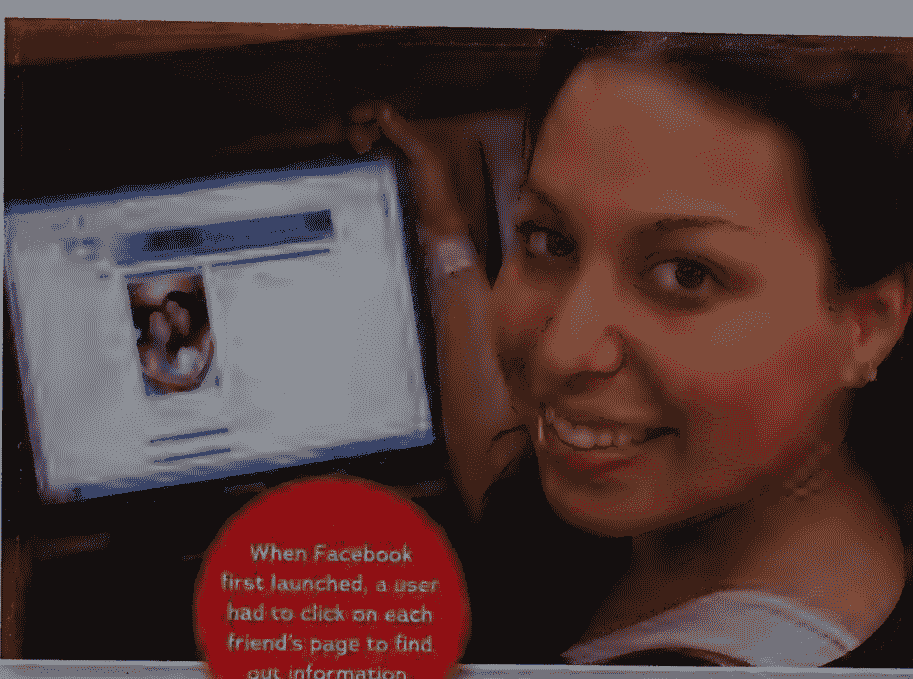 When Facebook
first launched, a user
had to click on each
friend's page to find
out information